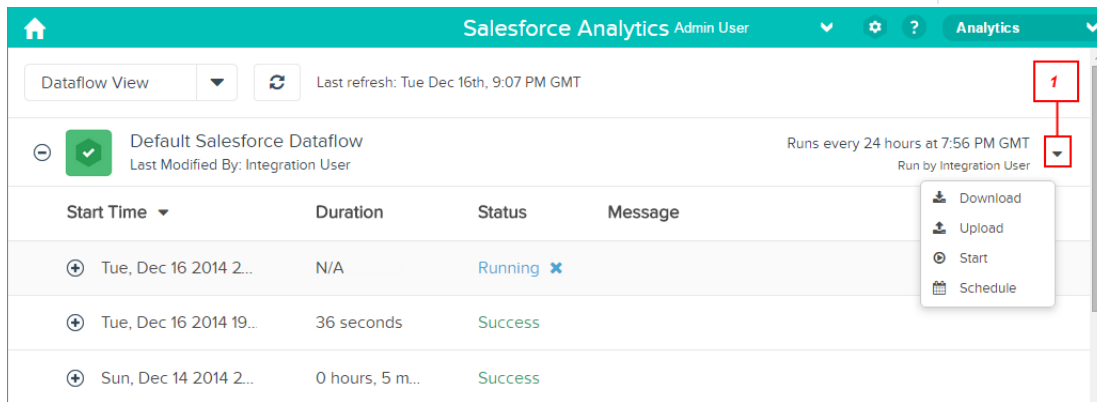 Salesforce Analytics Admin User ? Analytics
Dataflow View Last refresh: Tue Dec 16th, 9:07 PM GMT 1
Default Salesforce Dataflow Runs every 24 hours at 7:56 PM GMT
Last Modified By: Integration User Run by Integration User
Start Time Duration Status Message
Download
Upload
Start
Schedule
Tue, Dec 16 2014 2... N/A Running
Tue, Dec 16 2014 19... 36 seconds Success
Sun, Dec 14 2014 2... 0 hours, 5 m... Success